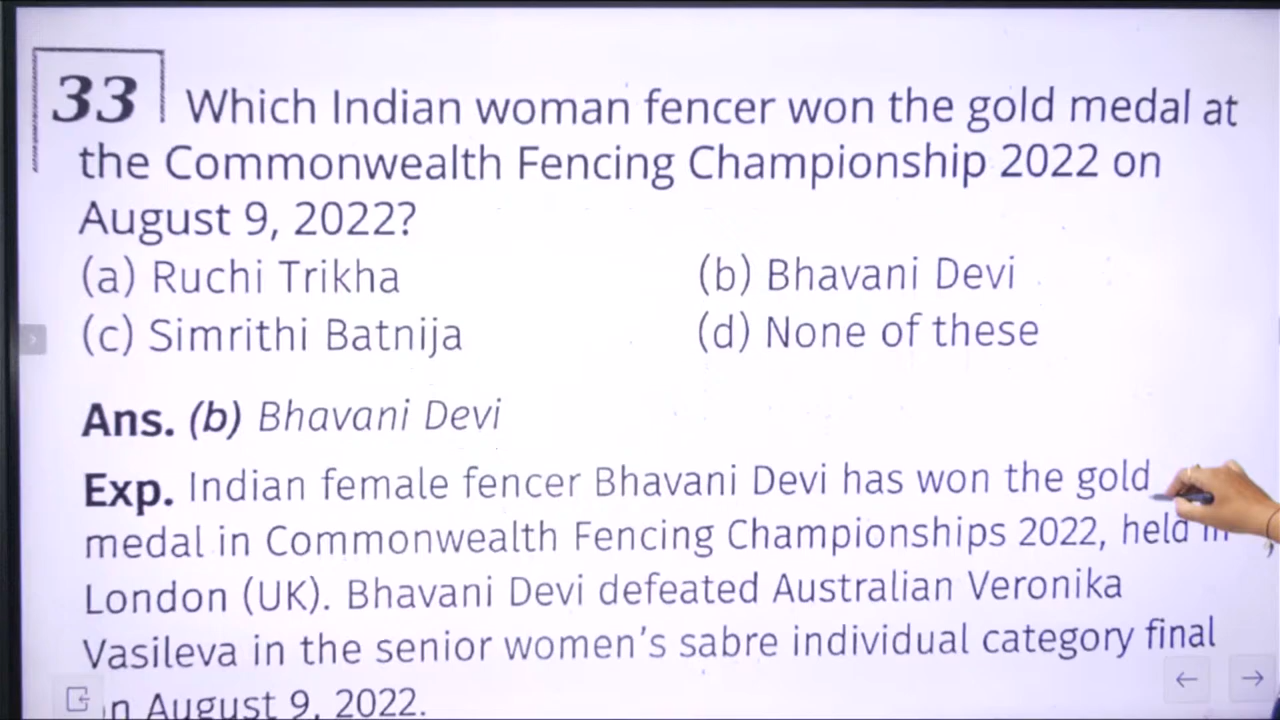 33 Which Indian woman fencer won the gold medal at
the Commonwealth Fencing Championship 2022 on
August 9, 2022?
(a) Ruchi Trikha (b) Bhavani Devi
(c) Simrithi Batnija (d) None of these
Ans. (b) Bhavani Devi
Exp. Indian female fencer Bhavani Devi has won the gold
medal in Commonwealth Fencing Championships 2022, held in
London (UK). Bhavani Devi defeated Australian Veronika
Vasileva in the senior women's sabre individual category final
n August 9, 2022.